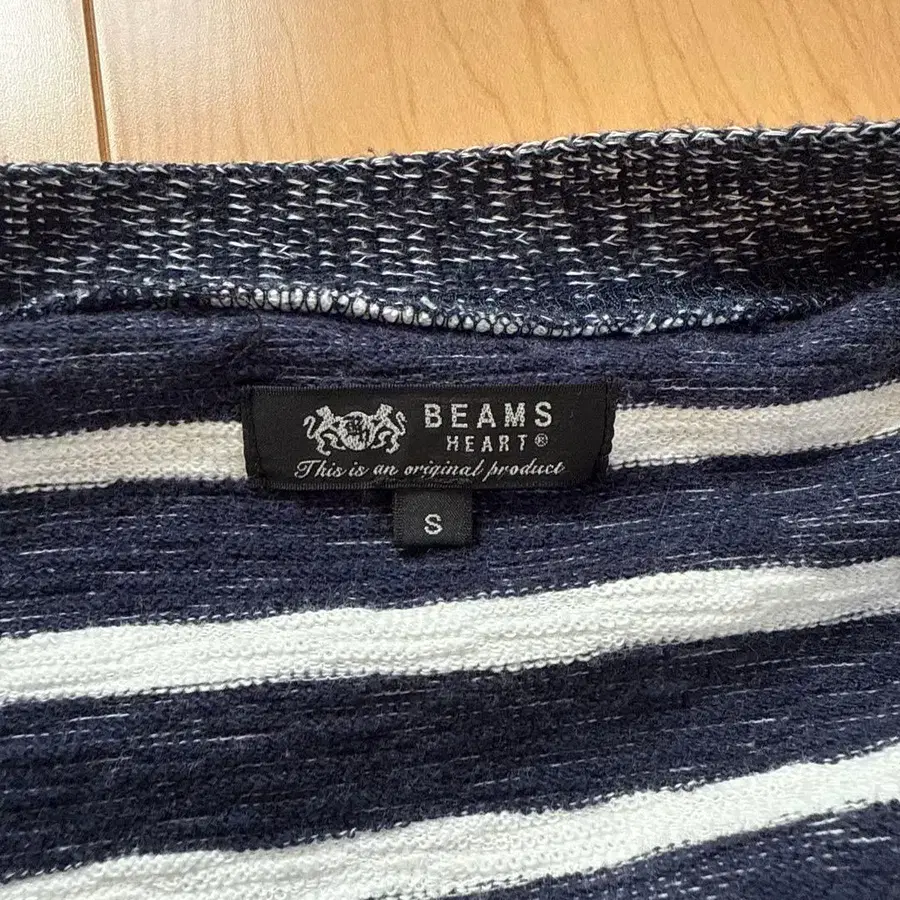 BEAMS
HEART®
This is an original product
S